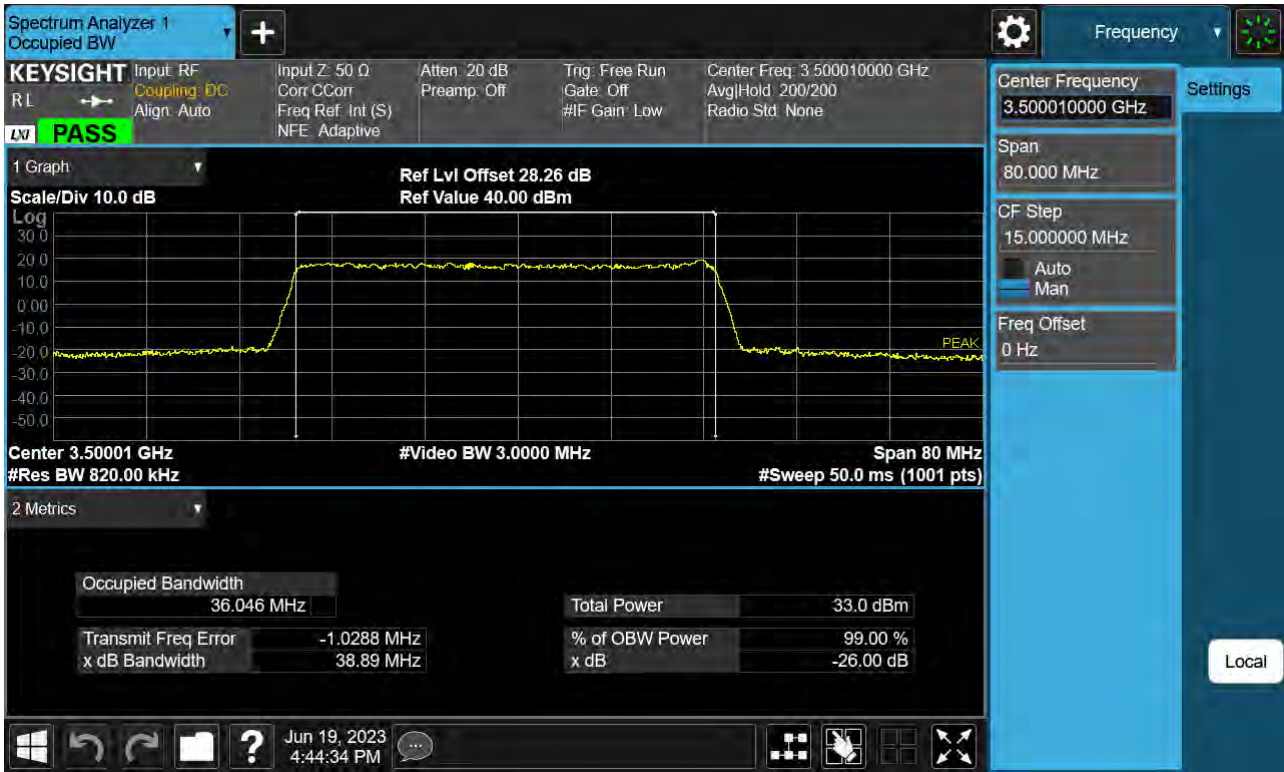 Spectrum Analyzer 1
Occupied BW
+
Frequency
KEYSIGHT
RL
LXI PASS
Input: RF
Coupling: DC
Align: Auto
Input Z: 50 Ω
Corr CCorr
Freq Ref: Int (S)
NFE: Adaptive
Atten: 20 dB
Preamp: Off
Trig: Free Run
Gate: Off
#IF Gain: Low
Center Freq: 3.500010000 GHz
Avg|Hold: 200/200
Radio Std: None
Center Frequency
3.500010000 GHz
Settings
Span
80.000 MHz
CF Step
15.000000 MHz
Auto
Man
Freq Offset
0 Hz
1 Graph
Scale/Div 10.0 dB
Ref Lvl Offset 28.26 dB
Ref Value 40.00 dBm
Log
30.0
20.0
10.0
0.00
-10.0
-20.0
-30.0
-40.0
-50.0
PEAK
Center 3.50001 GHz
#Video BW 3.0000 MHz
Span 80 MHz
#Res BW 820.00 kHz
#Sweep 50.0 ms (1001 pts)
2 Metrics
Occupied Bandwidth
36.046 MHz
Total Power 33.0 dBm
Transmit Freq Error -1.0288 MHz
% of OBW Power 99.00 %
x dB Bandwidth 38.89 MHz
x dB -26.00 dB
Local
?
Jun 19, 2023
4:44:34 PM